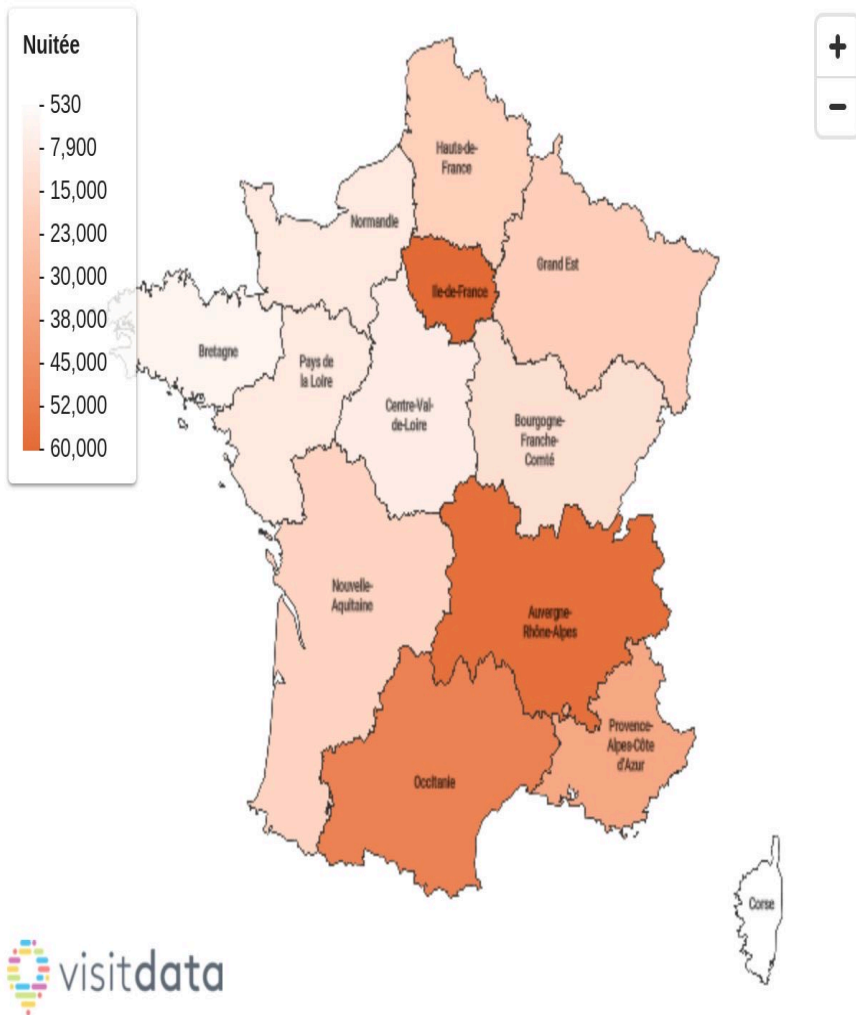 Nuitée
- 530
- 7,900
- 15,000
- 23,000
- 30,000
- 38,000
- 45,000
- 52,000
- 60,000
+
-
Hauts-de-
France
Normandie
Grand Est
Ile-de-France
Bretagne
Pays de
la Loire
Centre-Val-
de-Loire
Bourgogne-
Franche-
Comté
Nouvelle-
Aquitaine
Auvergne-
Rhône-Alpes
Provence-
Alpes-Côte
d'Azur
Occitanie
Corse
visitdata